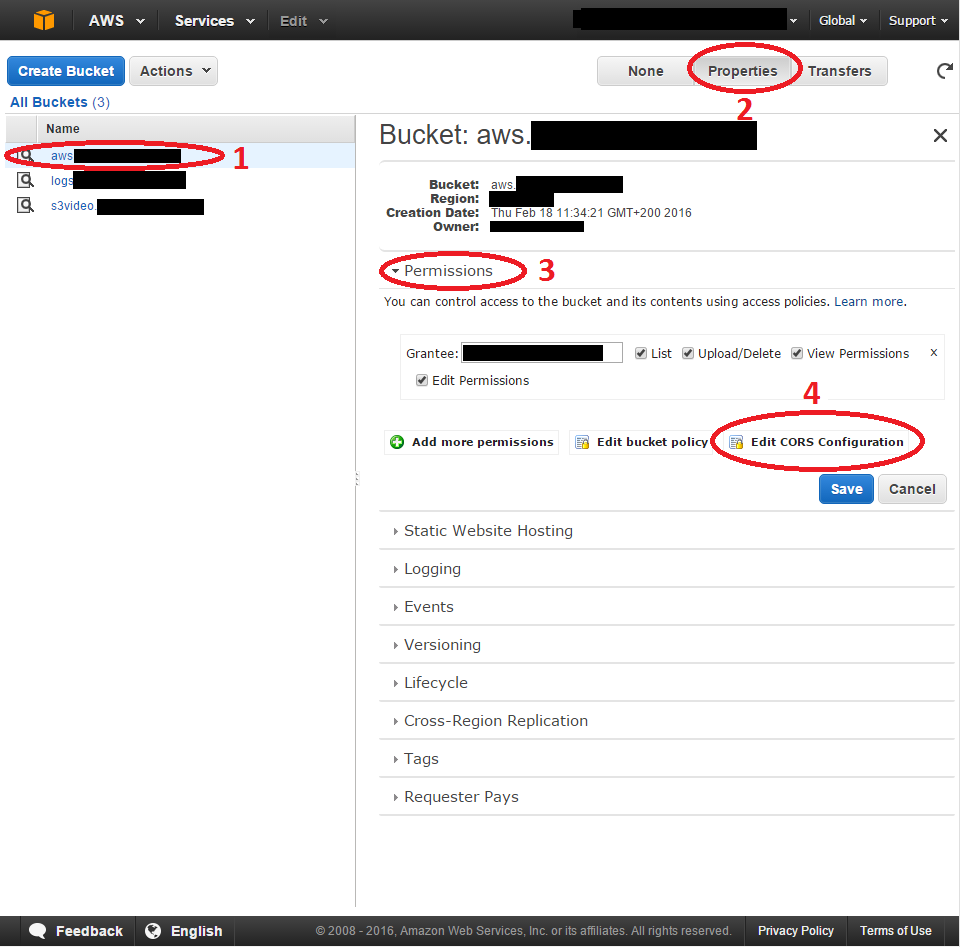 AWS Services Edit Global Support
Create Bucket Actions None Properties Transfers
2
All Buckets (3)
Name
aws 1
logs
s3video.
Bucket: aws.
Bucket: aws.
Region:
Creation Date: Thu Feb 18 11:34:21 GMT+200 2016
Owner:
Permissions 3
You can control access to the bucket and its contents using access policies. Learn more.
Grantee: List Upload/Delete View Permissions x
Edit Permissions
4
Add more permissions Edit bucket policy Edit CORS Configuration
Save Cancel
Static Website Hosting
Logging
Events
Versioning
Lifecycle
Cross-Region Replication
Tags
Requester Pays
Feedback English © 2008 - 2016, Amazon Web Services, Inc. or its affiliates. All rights reserved. Privacy Policy Terms of Use